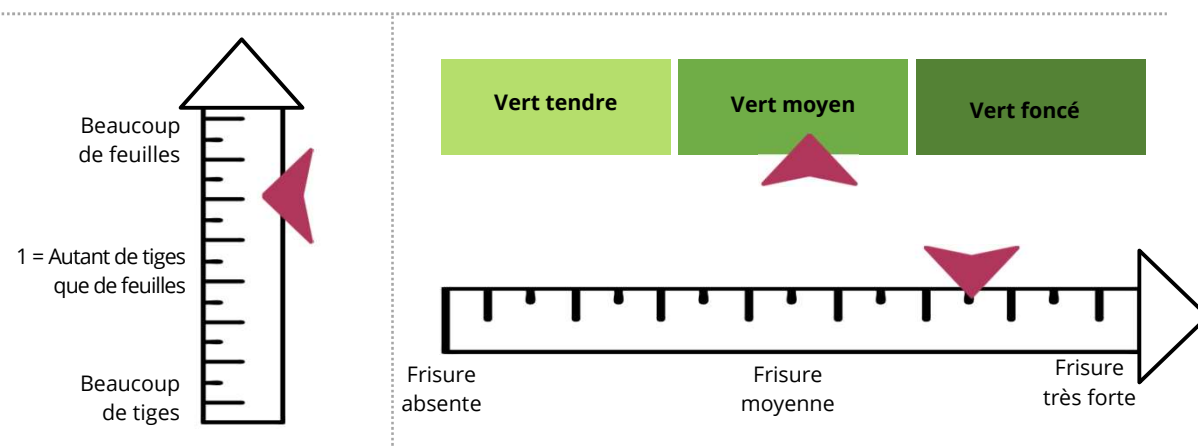 Beaucoup
de feuilles
1 = Autant de tiges
que de feuilles
Beaucoup
de tiges
Vert tendre
Vert moyen
Vert foncé
Frisure
absente
Frisure
moyenne
Frisure
très forte